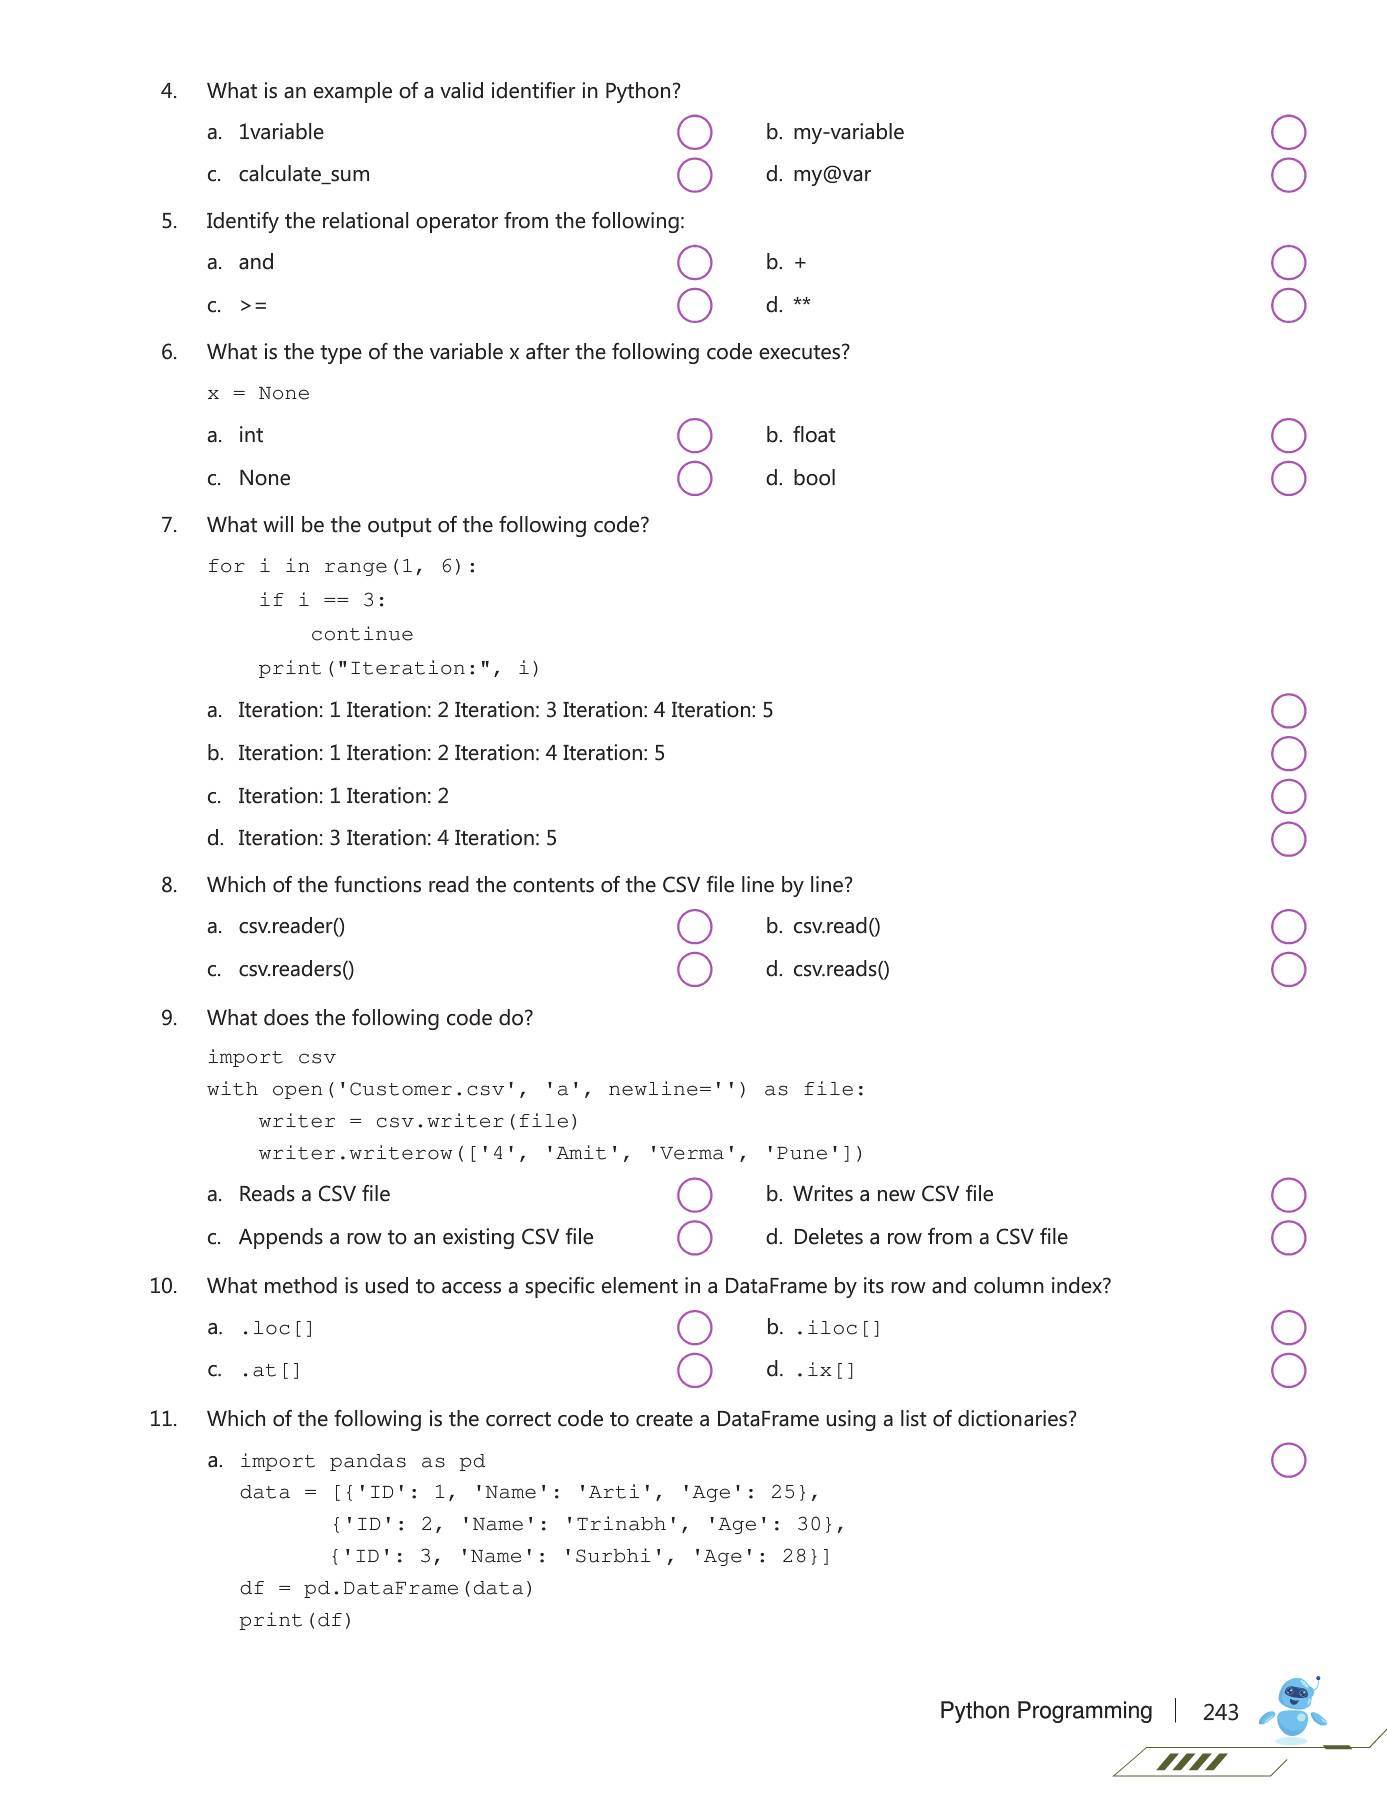 4. What is an example of a valid identifier in Python?
a. 1variable b. my-variable
c. calculate_sum d. my@var
5. Identify the relational operator from the following:
a. and b. +
c. >= d. **
6. What is the type of the variable x after the following code executes?
x = None
a. int b. float
c. None d. bool
7. What will be the output of the following code?
for i in range(1, 6):
    if i == 3:
        continue
    print("Iteration:", i)
a. Iteration: 1 Iteration: 2 Iteration: 3 Iteration: 4 Iteration: 5
b. Iteration: 1 Iteration: 2 Iteration: 4 Iteration: 5
c. Iteration: 1 Iteration: 2
d. Iteration: 3 Iteration: 4 Iteration: 5
8. Which of the functions read the contents of the CSV file line by line?
a. csv.reader() b. csv.read()
c. csv.readers() d. csv.reads()
9. What does the following code do?
import csv
with open('Customer.csv', 'a', newline='') as file:
    writer = csv.writer(file)
    writer.writerow(['4', 'Amit', 'Verma', 'Pune'])
a. Reads a CSV file b. Writes a new CSV file
c. Appends a row to an existing CSV file d. Deletes a row from a CSV file
10. What method is used to access a specific element in a DataFrame by its row and column index?
a. .loc[] b. .iloc[]
c. .at[] d. .ix[]
11. Which of the following is the correct code to create a DataFrame using a list of dictionaries?
a. import pandas as pd
data = [{'ID': 1, 'Name': 'Arti', 'Age': 25},
       {'ID': 2, 'Name': 'Trinabh', 'Age': 30},
       {'ID': 3, 'Name': 'Surbhi', 'Age': 28}]
df = pd.DataFrame(data)
print(df)
Python Programming 243